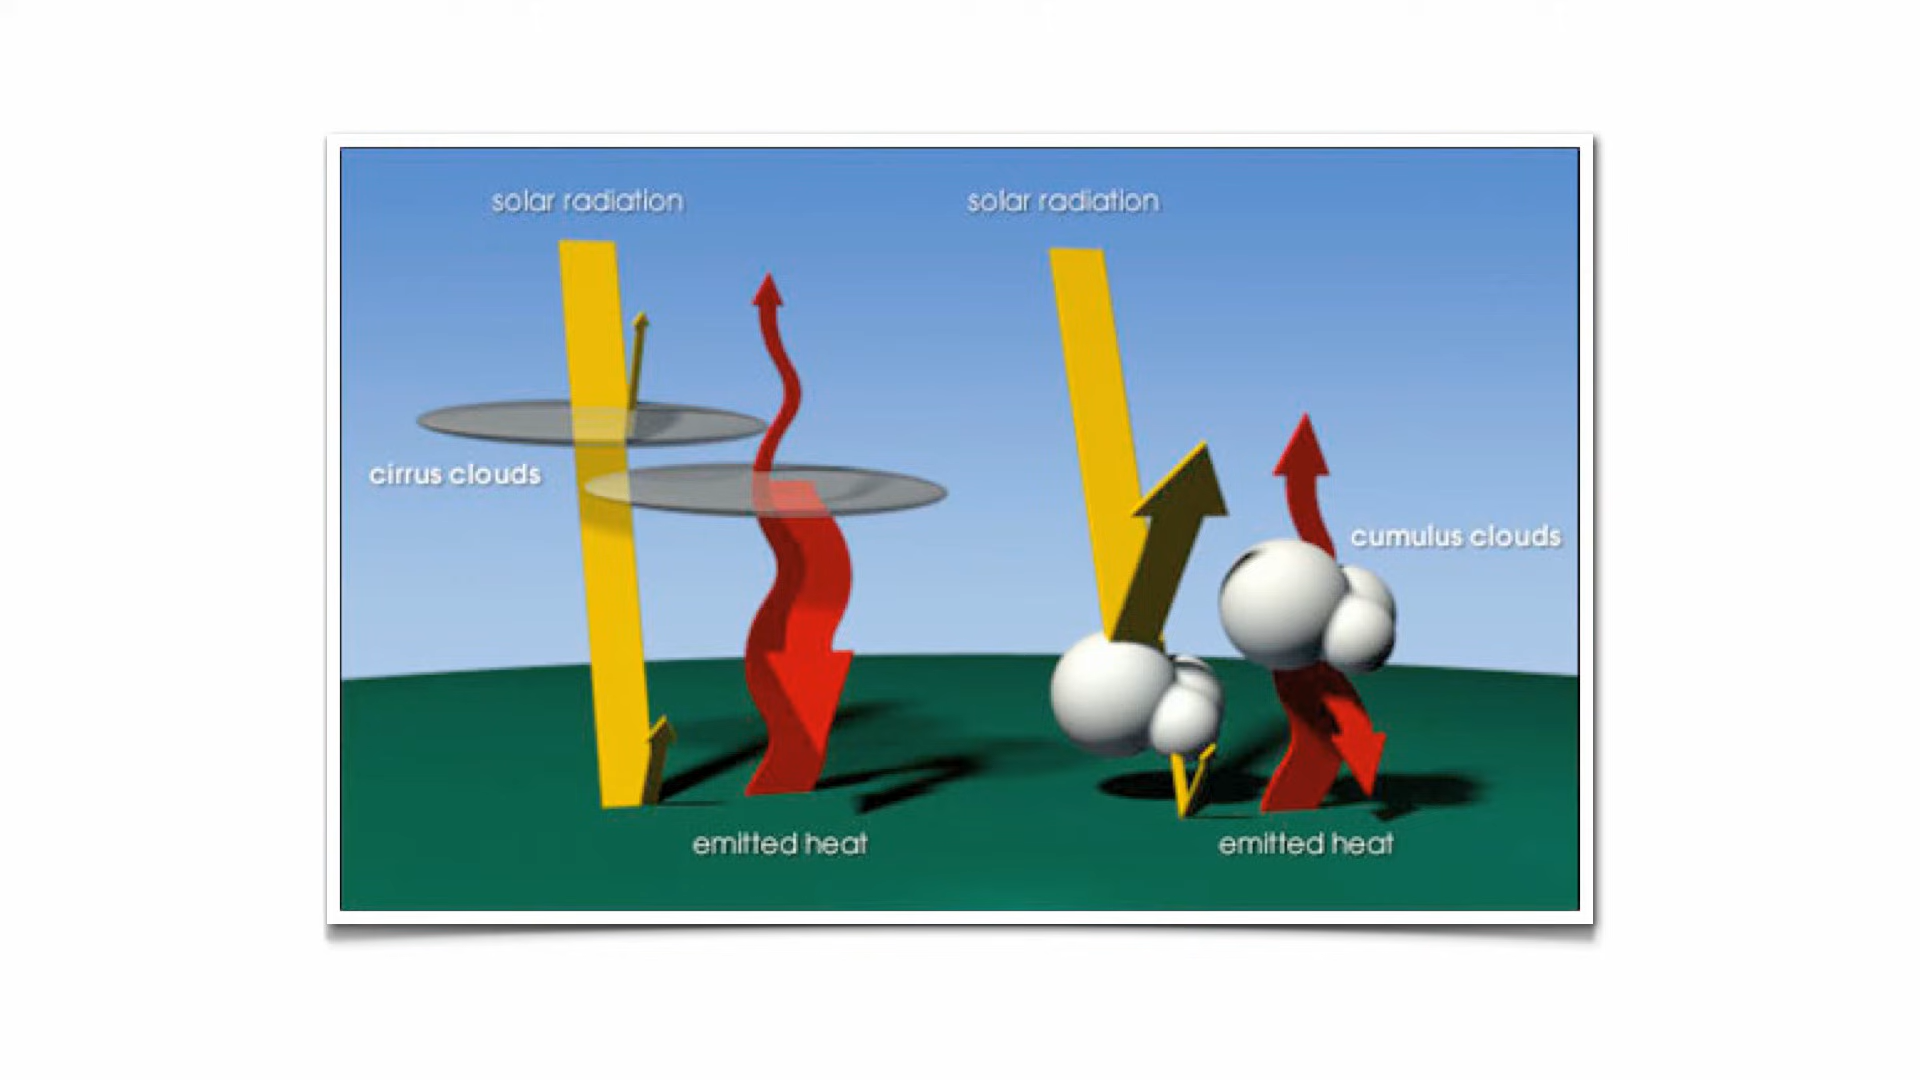 solar radiation
solar radiation
cirrus clouds
cumulus clouds
emitted heat
emitted heat